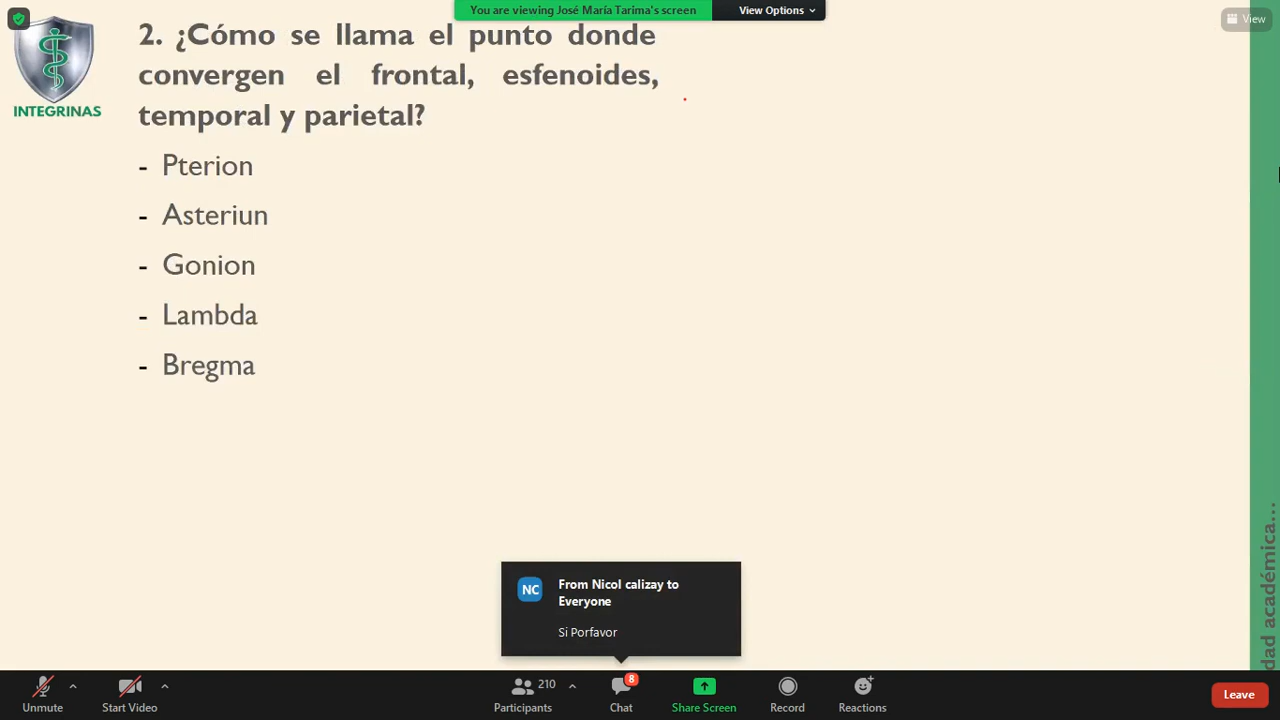 You are viewing José María Tarima's screen
View Options
View
INTEGRINAS
2. ¿Cómo se llama el punto donde
convergen el frontal, esfenoides,
temporal y parietal?
- Pterion
- Asteriun
- Gonion
- Lambda
- Bregma
dad académica...
NC
From Nicol calizay to
Everyone
Si Porfavor
Unmute
Start Video
210
Participants
8
Chat
Share Screen
Record
Reactions
Leave